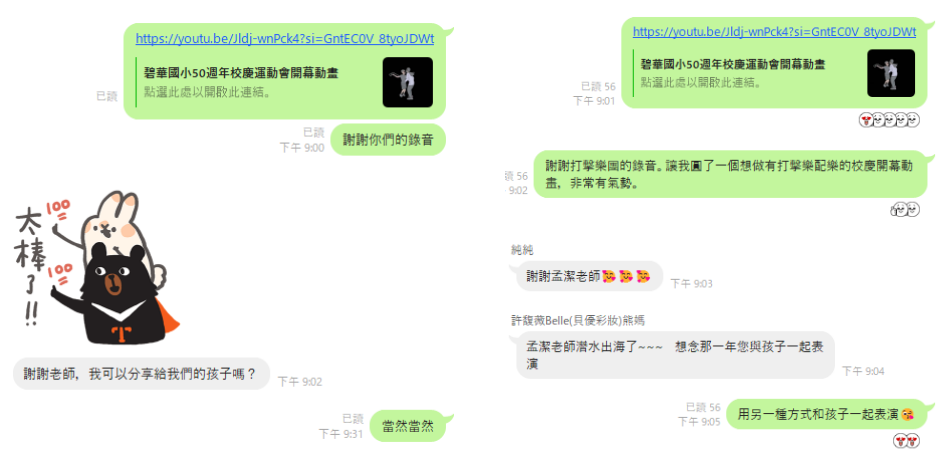 https://youtu.be/Jldj-wnPck4?si=GntEC0V_8tyoJDWt
碧華國小50週年校慶運動會開幕動畫
點選此處以開啟此連結。
已讀
已讀
下午 9:00
謝謝你們的錄音
太棒了!!
100
100
T
謝謝老師，我可以分享給我們的孩子嗎？
下午 9:02
已讀
下午 9:31
當然當然
https://youtu.be/Jldj-wnPck4?si=GntEC0V_8tyoJDWt
碧華國小50週年校慶運動會開幕動畫
點選此處以開啟此連結。
已讀 56
下午 9:01
謝謝打擊樂團的錄音。讓我圓了一個想做有打擊樂配樂的校慶開幕動
畫，非常有氣勢。
讀 56
9:02
純純
謝謝孟潔老師🥰🥰🥰
下午 9:03
許馥薇Belle(貝優彩妝)熊媽
孟潔老師潛水出海了~~~ 想念那一年您與孩子一起表
演
下午 9:04
已讀 56
下午 9:05
用另一種方式和孩子一起表演😘